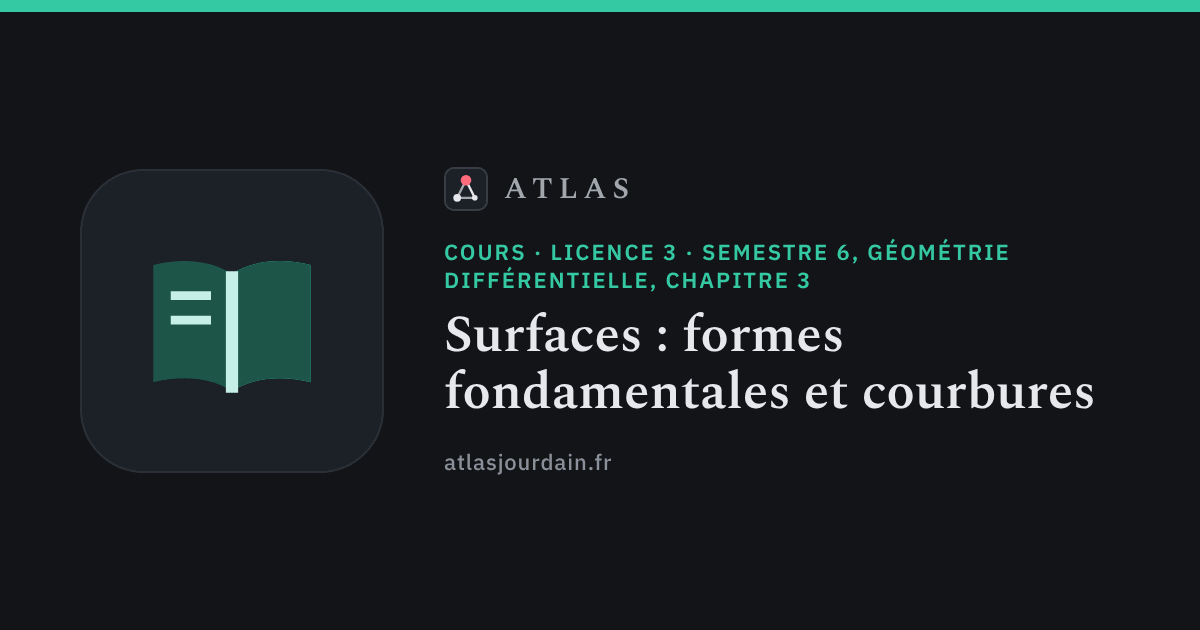 ATLAS
COURS · LICENCE 3 · SEMESTRE 6, GÉOMÉTRIE
DIFFÉRENTIELLE, CHAPITRE 3
Surfaces : formes
fondamentales et courbures
atlasjourdain.fr